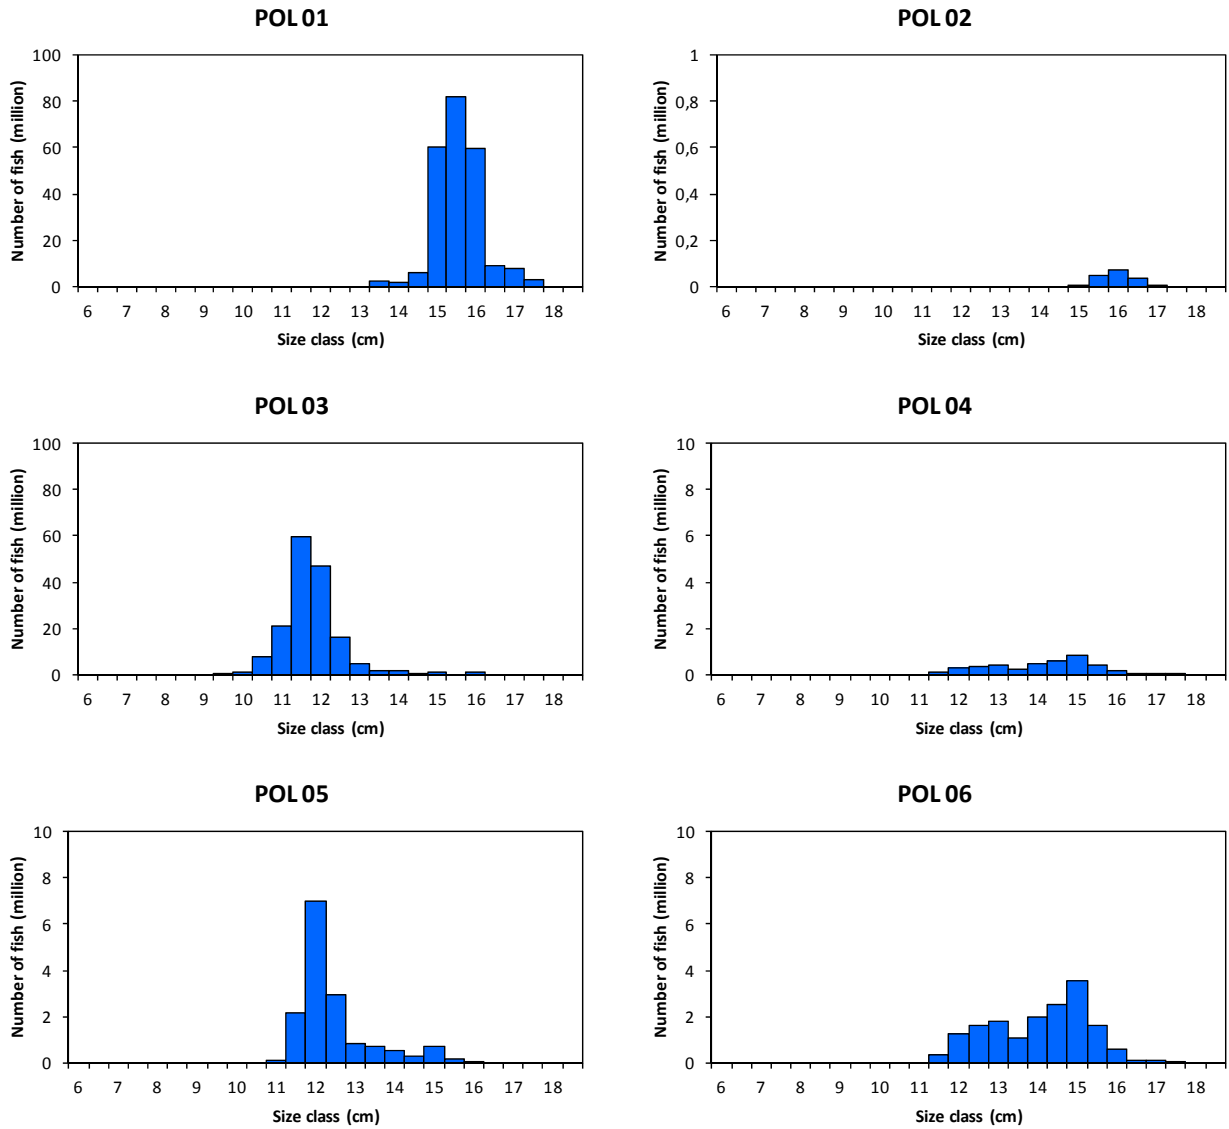 POL 01
Number of fish (million)
100
80
60
40
20
0
6 7 8 9 10 11 12 13 14 15 16 17 18
Size class (cm)
POL 02
Number of fish (million)
1
0,8
0,6
0,4
0,2
0
6 7 8 9 10 11 12 13 14 15 16 17 18
Size class (cm)
POL 03
Number of fish (million)
100
80
60
40
20
0
6 7 8 9 10 11 12 13 14 15 16 17 18
Size class (cm)
POL 04
Number of fish (million)
10
8
6
4
2
0
6 7 8 9 10 11 12 13 14 15 16 17 18
Size class (cm)
POL 05
Number of fish (million)
10
8
6
4
2
0
6 7 8 9 10 11 12 13 14 15 16 17 18
Size class (cm)
POL 06
Number of fish (million)
10
8
6
4
2
0
6 7 8 9 10 11 12 13 14 15 16 17 18
Size class (cm)